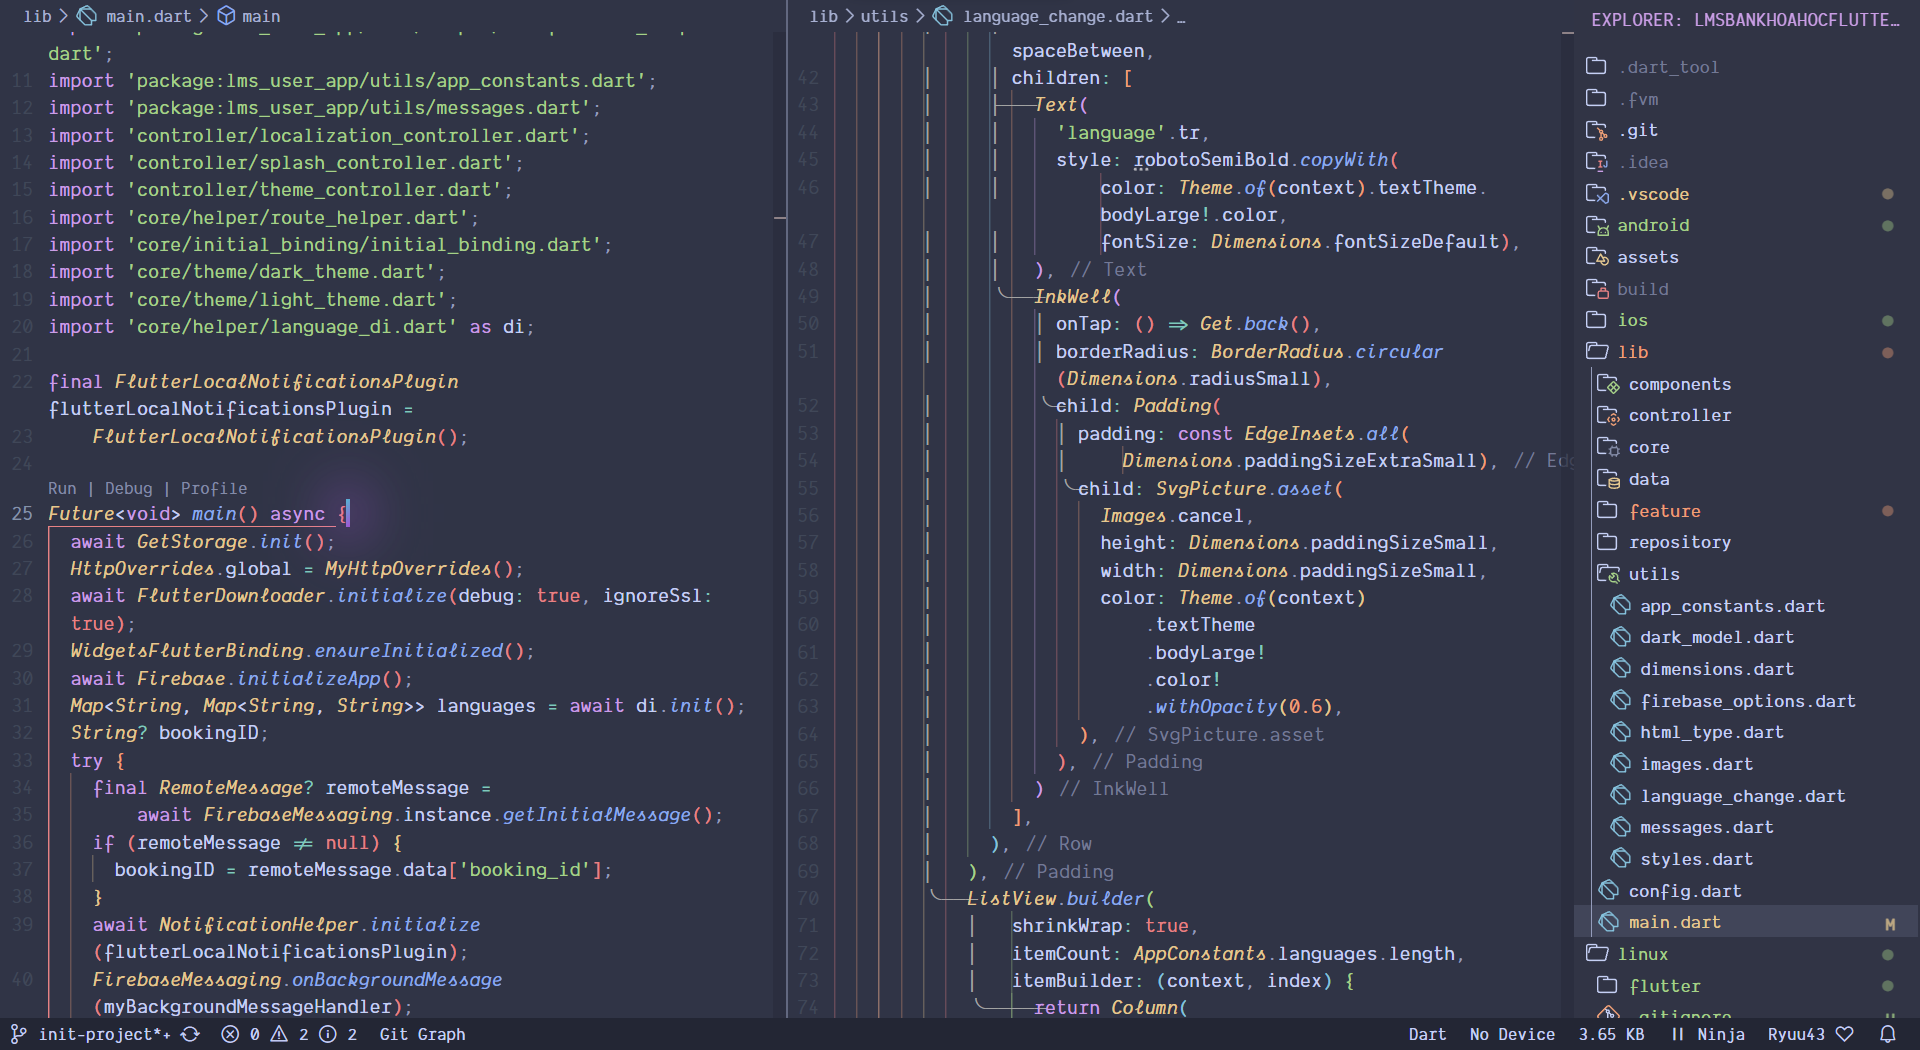 lib > main.dart > main
dart';
11 import 'package:lms_user_app/utils/app_constants.dart';
12 import 'package:lms_user_app/utils/messages.dart';
13 import 'controller/localization_controller.dart';
14 import 'controller/splash_controller.dart';
15 import 'controller/theme_controller.dart';
16 import 'core/helper/route_helper.dart';
17 import 'core/initial_binding/initial_binding.dart';
18 import 'core/theme/dark_theme.dart';
19 import 'core/theme/light_theme.dart';
20 import 'core/helper/language_di.dart' as di;
21
22 final FlutterLocalNotificationsPlugin
flutterLocalNotificationsPlugin =
23 FlutterLocalNotificationsPlugin();
24
Run | Debug | Profile
25 Future<void> main() async {
26 await GetStorage.init();
27 HttpOverrides.global = MyHttpOverrides();
28 await FlutterDownloader.initialize(debug: true, ignoreSsl:
true);
29 WidgetsFlutterBinding.ensureInitialized();
30 await Firebase.initializeApp();
31 Map<String, Map<String, String>> languages = await di.init();
32 String? bookingID;
33 try {
34 final RemoteMessage? remoteMessage =
35 await FirebaseMessaging.instance.getInitialMessage();
36 if (remoteMessage != null) {
37 bookingID = remoteMessage.data['booking_id'];
38 }
39 await NotificationHelper.initialize
(flutterLocalNotificationsPlugin);
40 FirebaseMessaging.onBackgroundMessage
(myBackgroundMessageHandler);
lib > utils > language_change.dart > …
spaceBetween,
42 children: [
43 Text(
44 'language'.tr,
45 style: robotoSemiBold.copyWith(
46 color: Theme.of(context).textTheme.
bodyLarge!.color,
47 fontSize: Dimensions.fontSizeDefault),
48 ), // Text
49 InkWell(
50 onTap: () => Get.back(),
51 borderRadius: BorderRadius.circular
(Dimensions.radiusSmall),
52 child: Padding(
53 padding: const EdgeInsets.all(
54 Dimensions.paddingSizeExtraSmall), // Ed
55 child: SvgPicture.asset(
56 Images.cancel,
57 height: Dimensions.paddingSizeSmall,
58 width: Dimensions.paddingSizeSmall,
59 color: Theme.of(context)
60 .textTheme
61 .bodyLarge!
62 .color!
63 .withOpacity(0.6),
64 ), // SvgPicture.asset
65 ), // Padding
66 ) // InkWell
67 ],
68 ), // Row
69 ), // Padding
70 ListView.builder(
71 shrinkWrap: true,
72 itemCount: AppConstants.languages.length,
73 itemBuilder: (context, index) {
74 return Column(
EXPLORER: LMSBANKHOAHOCFLUTTE…
.dart_tool
.fvm
.git
.idea
.vscode
android
assets
build
ios
lib
components
controller
core
data
feature
repository
utils
app_constants.dart
dark_model.dart
dimensions.dart
firebase_options.dart
html_type.dart
images.dart
language_change.dart
messages.dart
styles.dart
config.dart
main.dart M
linux
flutter
.gitignore
init-project*+ 0 2 2 Git Graph
Dart No Device 3.65 KB Ninja Ryuu43